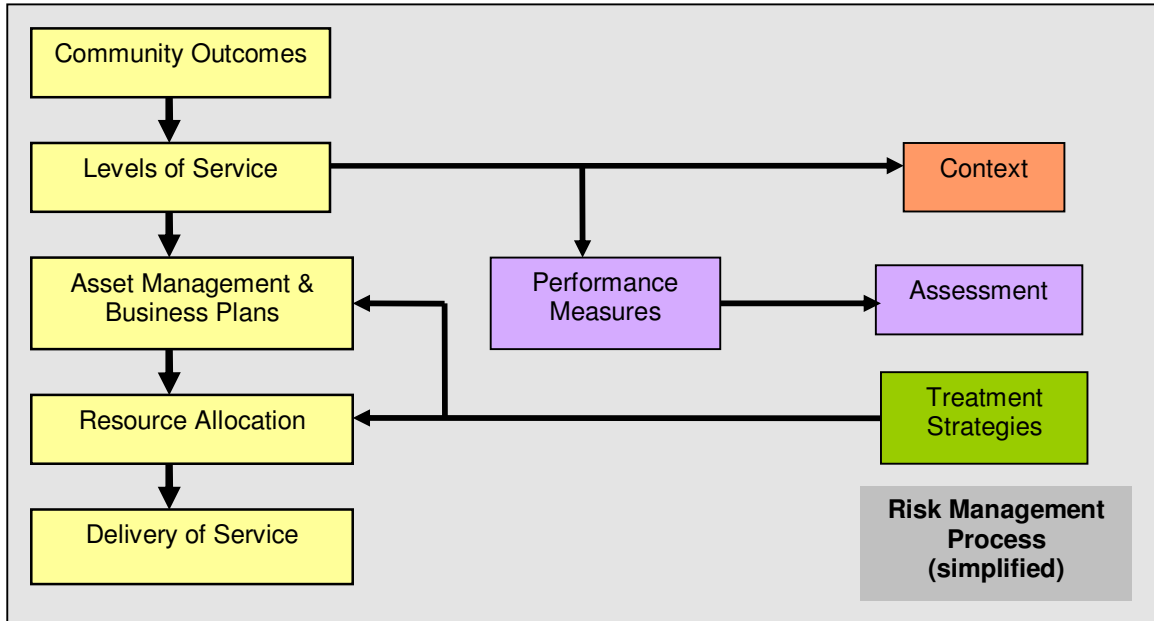 Community Outcomes
Levels of Service
Context
Asset Management &
Business Plans
Performance
Measures
Assessment
Resource Allocation
Treatment
Strategies
Delivery of Service
Risk Management
Process
(simplified)